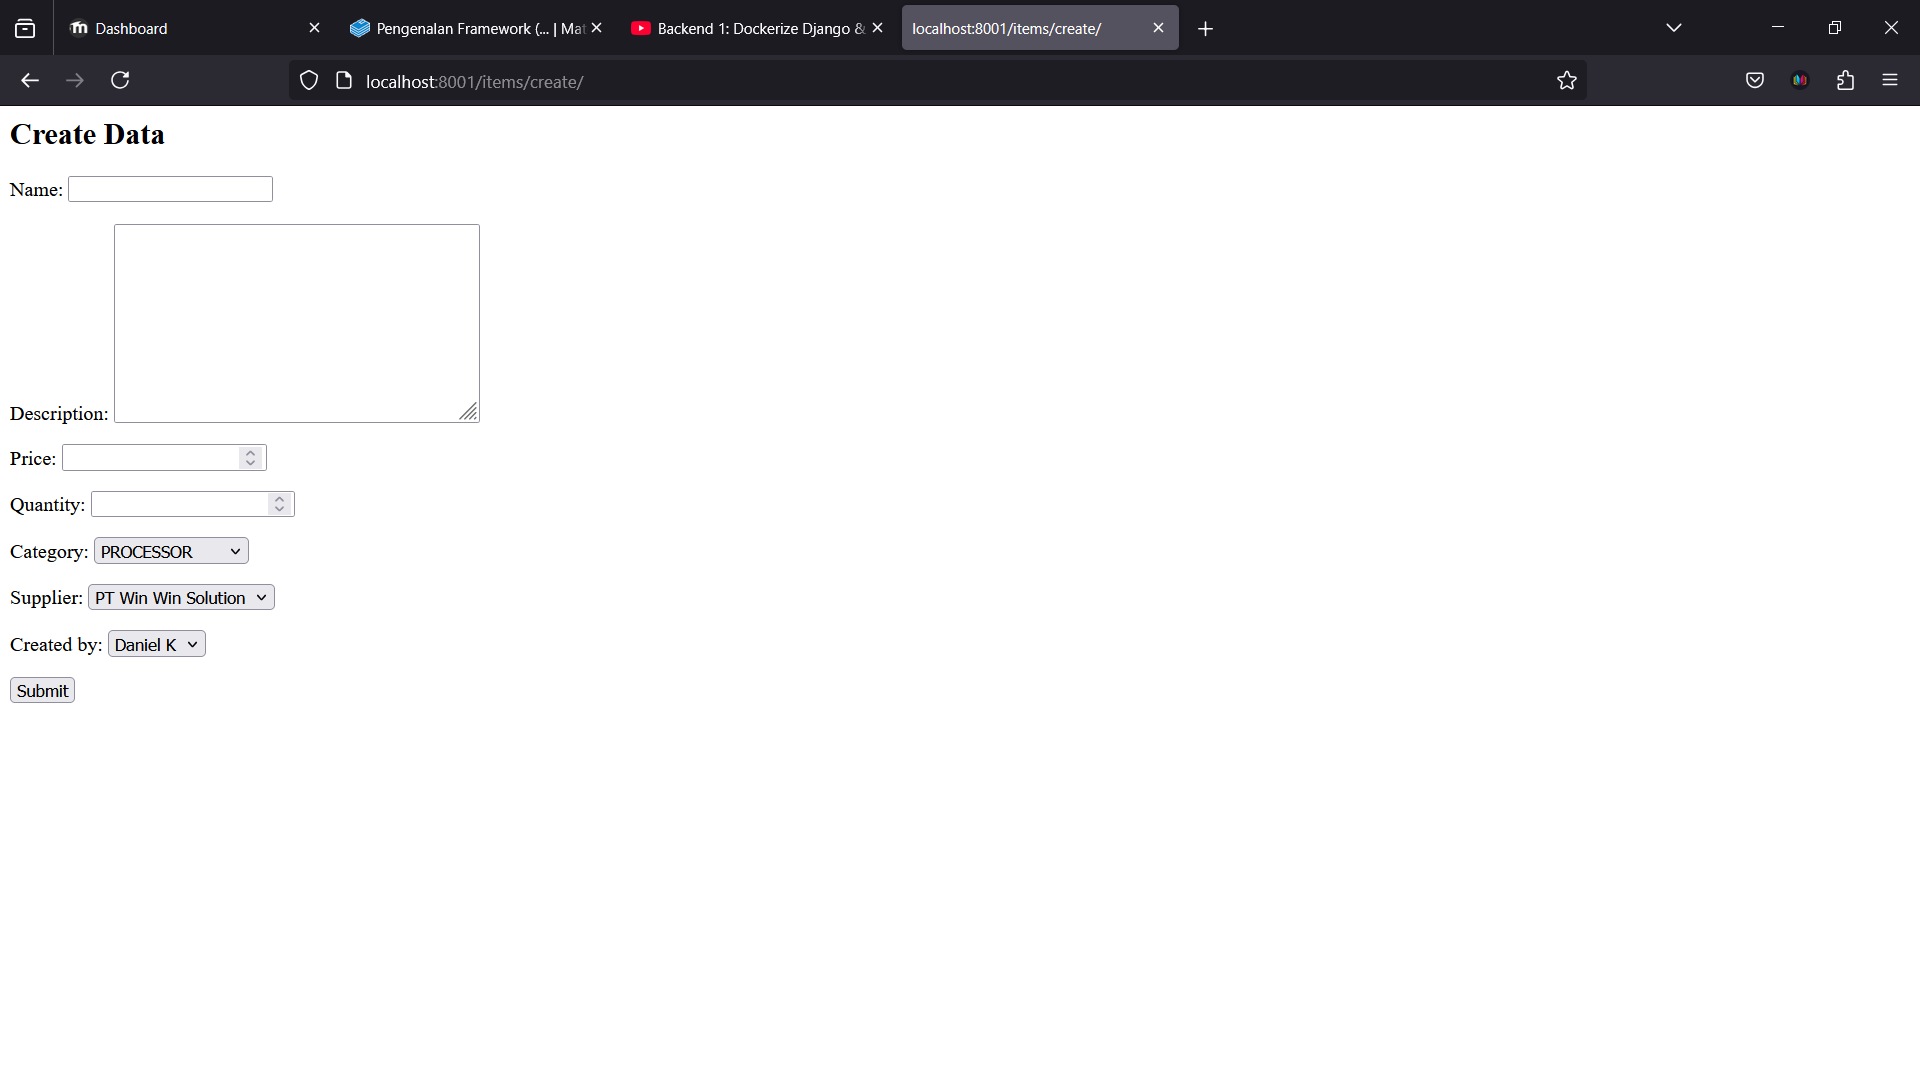 Dashboard
Pengenalan Framework (... | Mat
Backend 1: Dockerize Django &
localhost:8001/items/create/
localhost:8001/items/create/
Create Data
Name:
Description:
Price:
Quantity:
Category: PROCESSOR
Supplier: PT Win Win Solution
Created by: Daniel K
Submit